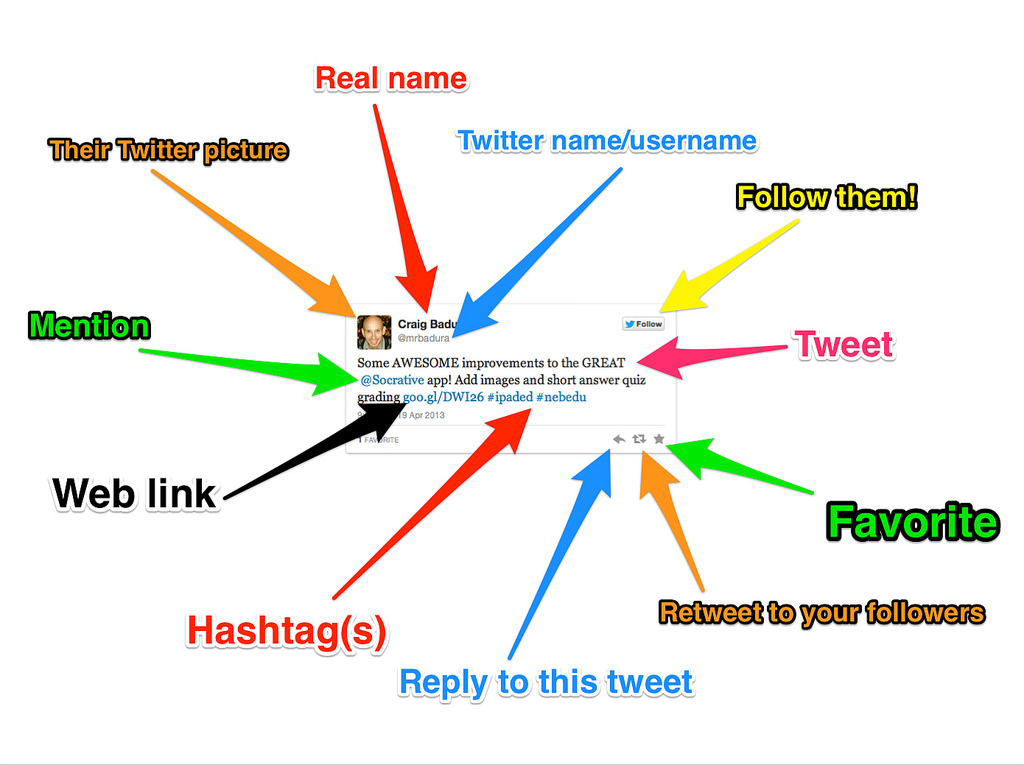 Real name
Twitter name/username
Their Twitter picture
Follow them!
Mention
Craig Badu
Follow
@mrbadura
Tweet
Some AWESOME improvements to the GREAT
@Socrative app! Add images and short answer quiz
grading goo.gl/DWI26 #ipaded #nebedu
19 Apr 2013
1 FAVORITE
Web link
Favorite
Retweet to your followers
Hashtag(s)
Reply to this tweet